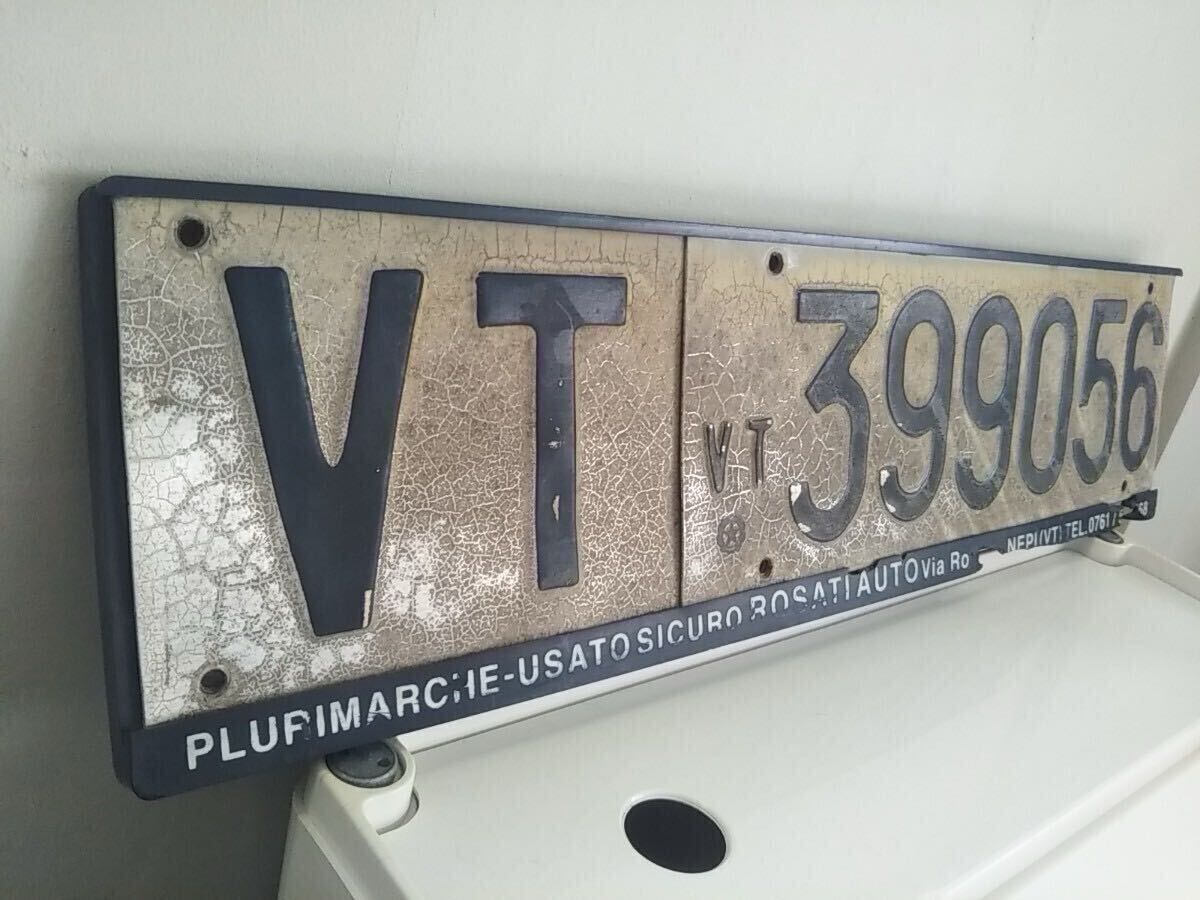 VT VT 399056
PLURIMARCHE-USATO SICURO ROSATI AUTO Via Ro NEPI (VT) TEL.0761 /